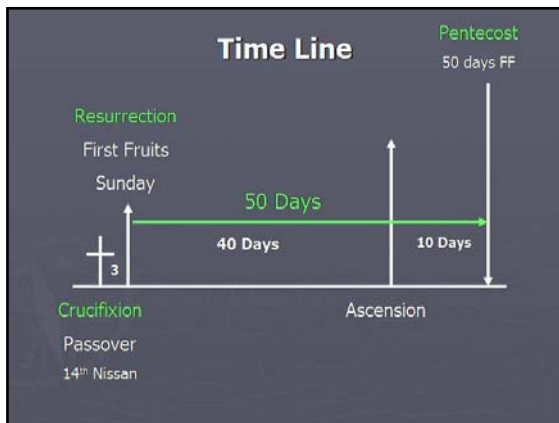 Time Line
Pentecost
50 days FF
Resurrection
First Fruits
Sunday
50 Days
40 Days
10 Days
3
Crucifixion
Passover
14th Nissan
Ascension